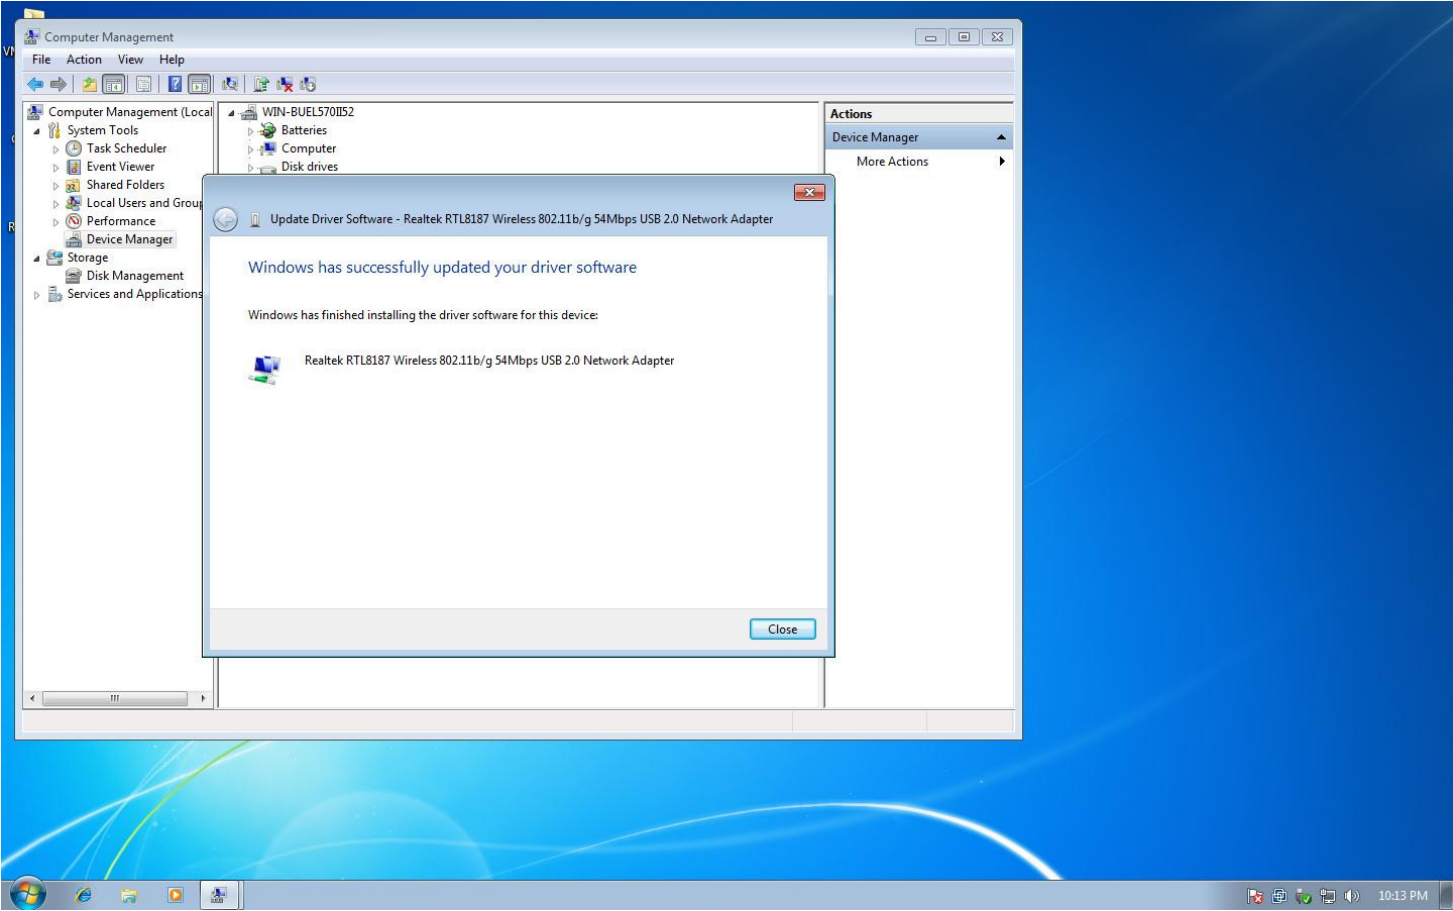 Computer Management
File Action View Help
Computer Management (Local
System Tools
Task Scheduler
Event Viewer
Shared Folders
Local Users and Group
Performance
Device Manager
Storage
Disk Management
Services and Applications
WIN-BUEL570II52
Batteries
Computer
Disk drives
Actions
Device Manager
More Actions
Update Driver Software - Realtek RTL8187 Wireless 802.11b/g 54Mbps USB 2.0 Network Adapter
Windows has successfully updated your driver software
Windows has finished installing the driver software for this device:
Realtek RTL8187 Wireless 802.11b/g 54Mbps USB 2.0 Network Adapter
Close
10:13 PM